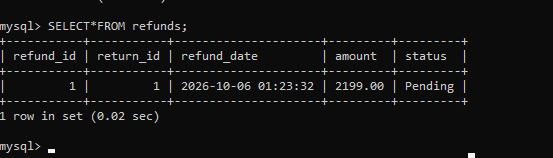 mysql> SELECT*FROM refunds;
+-----------+-----------+---------------------+---------+---------+
| refund_id | return_id | refund_date         | amount  | status  |
+-----------+-----------+---------------------+---------+---------+
|         1 |         1 | 2026-10-06 01:23:32 | 2199.00 | Pending |
+-----------+-----------+---------------------+---------+---------+
1 row in set (0.02 sec)
mysql>